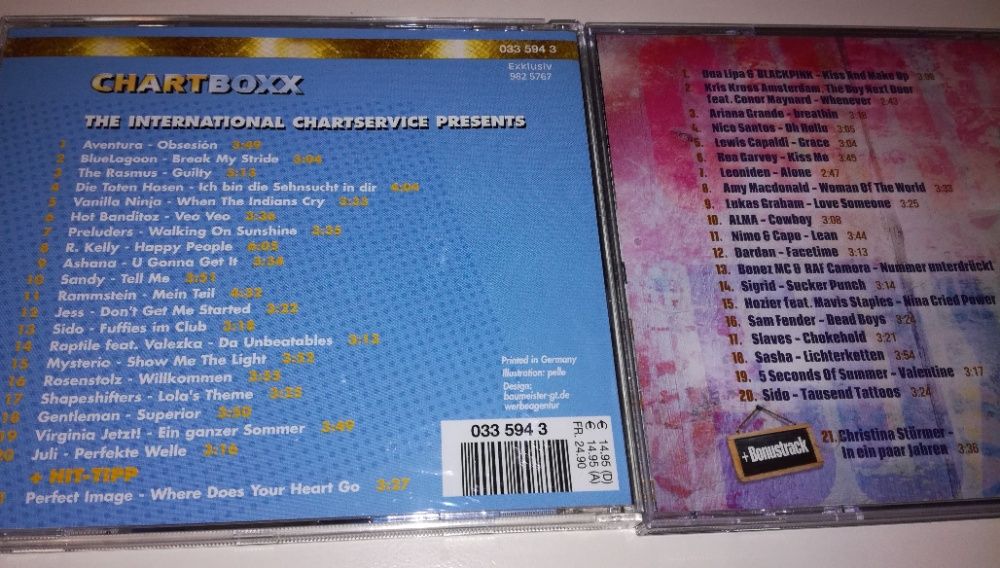 033 594 3
Exklusiv
982 5767
CHARTBOXX
THE INTERNATIONAL CHARTSERVICE PRESENTS
1 Aventura - Obsesión 3:49
2 BlueLagoon - Break My Stride 3:04
3 The Rasmus - Guilty 3:15
4 Die Toten Hosen - Ich bin die Sehnsucht in dir 4:04
5 Vanilla Ninja - When The Indians Cry 3:33
6 Hot Banditoz - Veo Veo 3:36
7 Preluders - Walking On Sunshine 3:35
8 R. Kelly - Happy People 6:05
9 Ashana - U Gonna Get It 3:34
10 Sandy - Tell Me 3:51
11 Rammstein - Mein Teil 4:32
12 Jess - Don't Get Me Started 3:22
13 Sido - Fuffies im Club 3:18
14 Raptile feat. Valezka - Da Unbeatables 3:13
15 Mysterio - Show Me The Light 3:22
16 Rosenstolz - Willkommen 3:33
17 Shapeshifters - Lola's Theme 3:25
18 Gentleman - Superior 3:50
19 Virginia Jetzt! - Ein ganzer Sommer 3:49
20 Juli - Perfekte Welle 3:16
+ HIT-TIPP
Perfect Image - Where Does Your Heart Go 3:27
Printed in Germany
Illustration: pelle
Design:
baumeister-gt.de
werbeagentur
033 594 3
€ 14.95 (D)
€ 14.95 (A)
FR. 24.90
1. Dua Lipa & BLACKPINK - Kiss And Make Up 3:08
2 Kris Kross Amsterdam, The Boy Next Door
feat. Conor Maynard - Whenever 2:43
3. Ariana Grande - breathin 3:18
4. Nico Santos - Oh Hello 3:05
5. Lewis Capaldi - Grace 3:04
6. Rea Garvey - Kiss Me 3:45
7. Leoniden - Alone 2:47
8. Amy Macdonald - Woman Of The World 3:33
9. Lukas Graham - Love Someone 3:25
10. ALMA - Cowboy 3:08
11. Nimo & Capo - Lean 3:44
12. Dardan - Facetime 3:13
13. Bonez MC & RAF Camora - Nummer unterdrückt
14. Sigrid - Sucker Punch 3:14
15. Hozier feat. Mavis Staples - Nina Cried Power
16. Sam Fender - Dead Boys 3:24
17. Slaves - Chokehold 3:21
18. Sasha - Lichterketten 3:54
19. 5 Seconds Of Summer - Valentine 3:17
20. Sido - Tausend Tattoos 3:24
+ Bonustrack
21. Christina Stürmer -
In ein paar Jahren 3:36